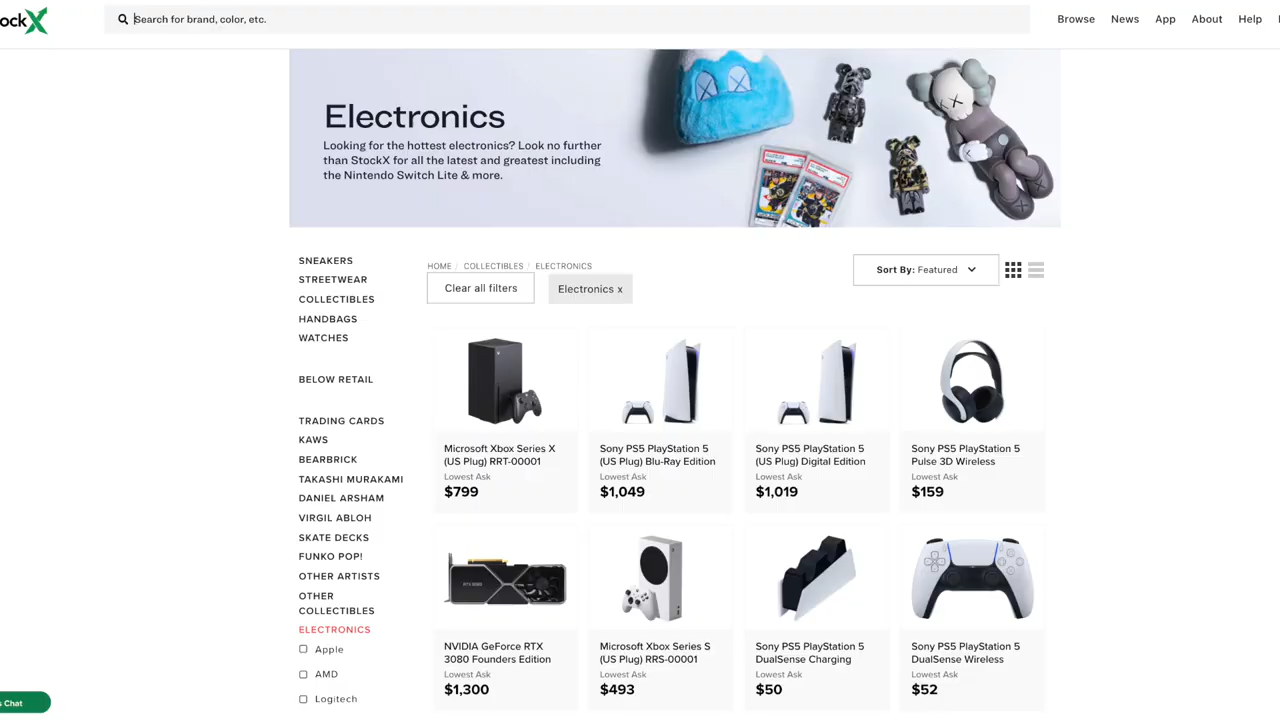 ockX
Search for brand, color, etc.
Browse
News
App
About
Help
Electronics
Looking for the hottest electronics? Look no further
than StockX for all the latest and greatest including
the Nintendo Switch Lite & more.
SNEAKERS
STREETWEAR
COLLECTIBLES
HANDBAGS
WATCHES
BELOW RETAIL
TRADING CARDS
KAWS
BEARBRICK
TAKASHI MURAKAMI
DANIEL ARSHAM
VIRGIL ABLOH
SKATE DECKS
FUNKO POP!
OTHER ARTISTS
OTHER
COLLECTIBLES
ELECTRONICS
Apple
AMD
Logitech
HOME / COLLECTIBLES / ELECTRONICS
Clear all filters
Electronics x
Sort By: Featured
Microsoft Xbox Series X
(US Plug) RRT-00001
Lowest Ask
$799
Sony PS5 PlayStation 5
(US Plug) Blu-Ray Edition
Lowest Ask
$1,049
Sony PS5 PlayStation 5
(US Plug) Digital Edition
Lowest Ask
$1,019
Sony PS5 PlayStation 5
Pulse 3D Wireless
Lowest Ask
$159
NVIDIA GeForce RTX
3080 Founders Edition
Lowest Ask
$1,300
Microsoft Xbox Series S
(US Plug) RRS-00001
Lowest Ask
$493
Sony PS5 PlayStation 5
DualSense Charging
Lowest Ask
$50
Sony PS5 PlayStation 5
DualSense Wireless
Lowest Ask
$52
s Chat